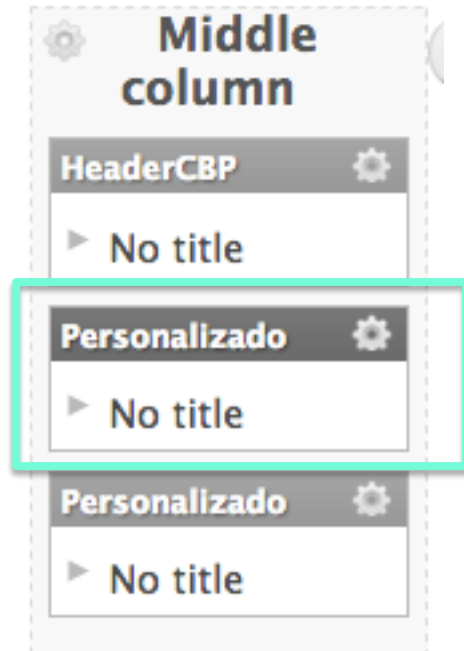 Middle
column
HeaderCBP
No title
Personalizado
No title
Personalizado
No title